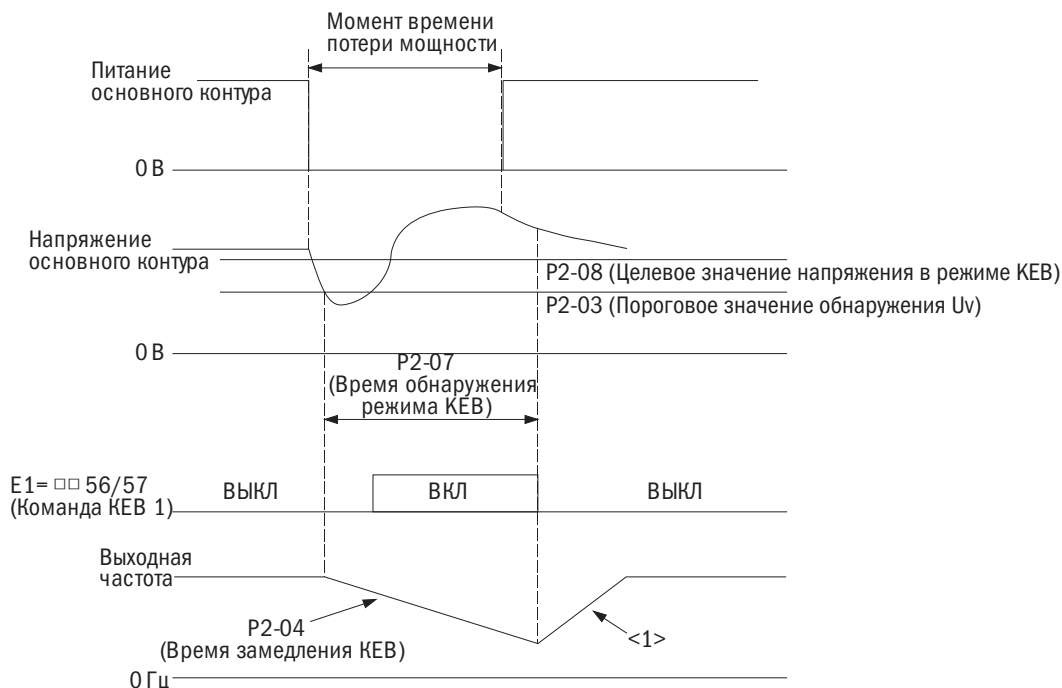 Момент времени
потери мощности
Питание
основного контура
0 В
Напряжение
основного контура
P2-08 (Целевое значение напряжения в режиме KEB)
P2-03 (Пороговое значение обнаружения Uv)
0 В
P2-07
(Время обнаружения
режима KEB)
E1= □□ 56/57
(Команда KEB 1)
ВЫКЛ
ВКЛ
ВЫКЛ
Выходная
частота
P2-04
(Время замедления KEB)
<1>
0 Гц